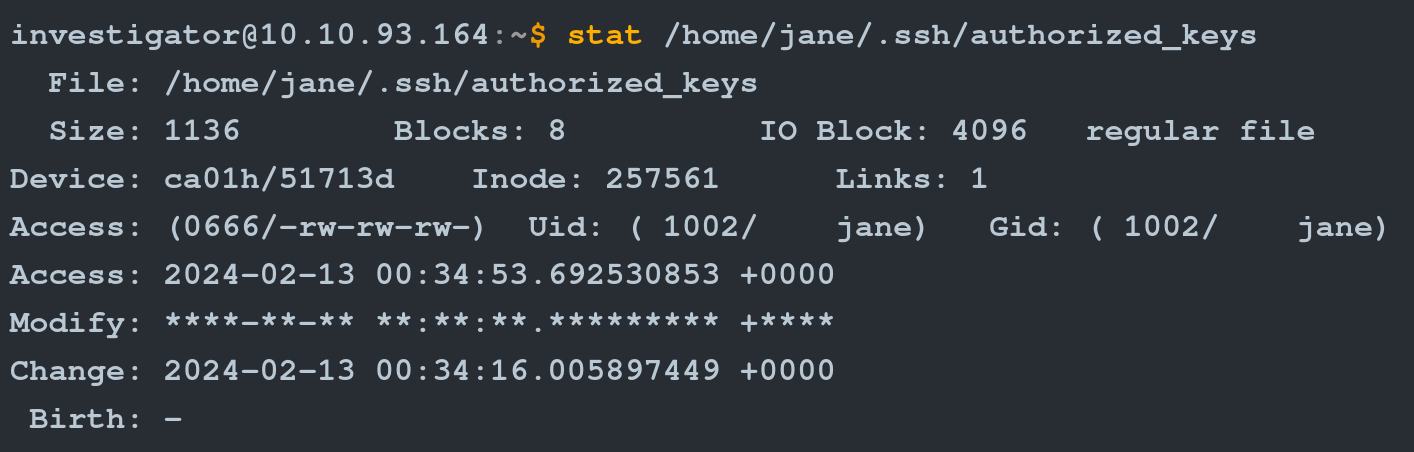 investigator@10.10.93.164:~$ stat /home/jane/.ssh/authorized_keys
  File: /home/jane/.ssh/authorized_keys
  Size: 1136        Blocks: 8          IO Block: 4096   regular file
Device: ca01h/51713d    Inode: 257561      Links: 1
Access: (0666/-rw-rw-rw-)  Uid: ( 1002/    jane)   Gid: ( 1002/    jane)
Access: 2024-02-13 00:34:53.692530853 +0000
Modify: ****-**-** **:**:**.********* +****
Change: 2024-02-13 00:34:16.005897449 +0000
 Birth: -